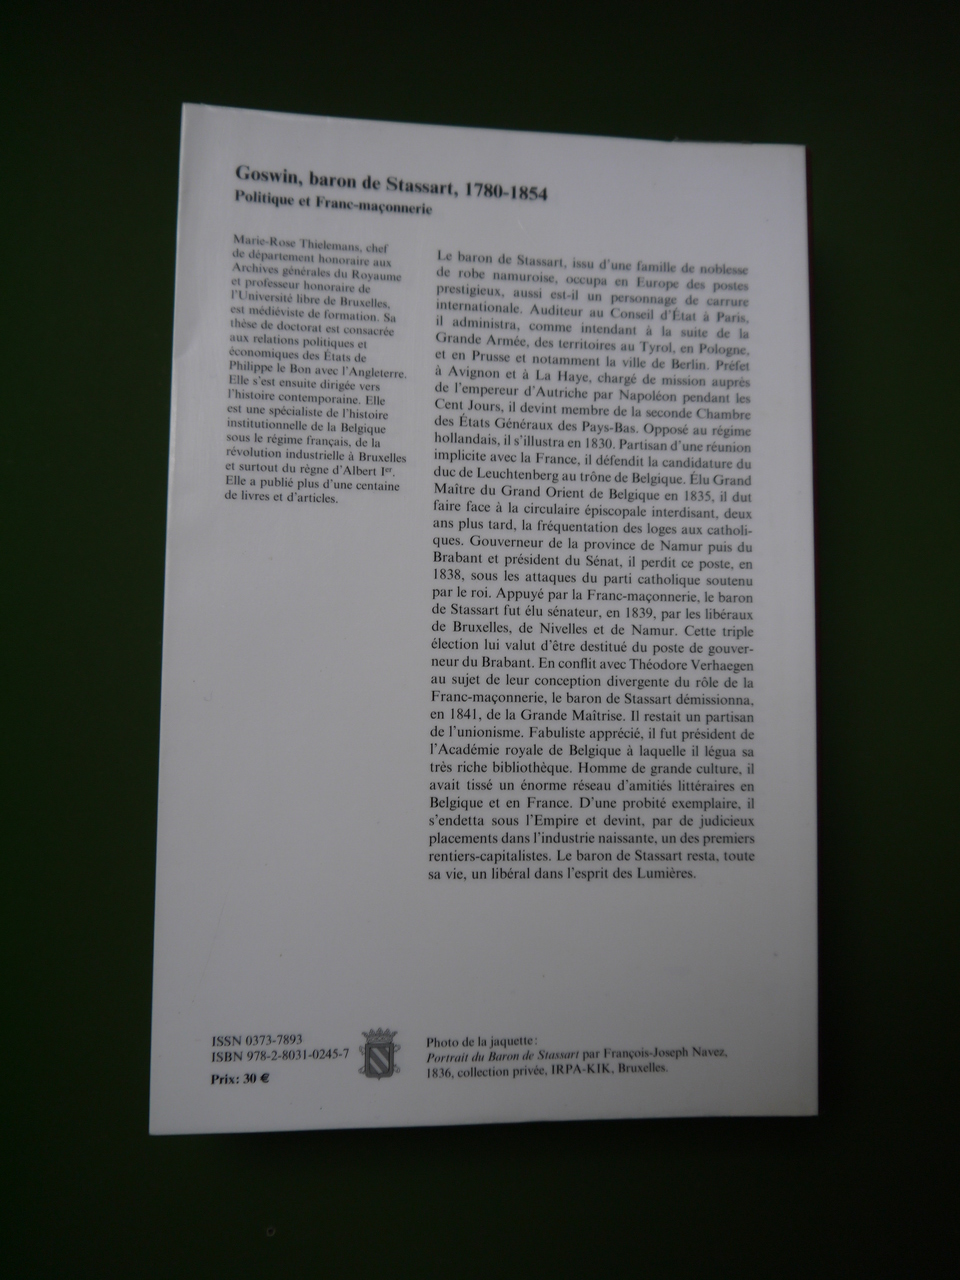 Goswin, baron de Stassart, 1780-1854
Politique et Franc-maçonnerie
Marie-Rose Thielemans, chef
de département honoraire aux
Archives générales du Royaume
et professeur honoraire de
l'Université libre de Bruxelles,
est médiéviste de formation. Sa
thèse de doctorat est consacrée
aux relations politiques et
économiques des États de
Philippe le Bon avec l'Angleterre.
Elle s'est ensuite dirigée vers
l'histoire contemporaine. Elle
est une spécialiste de l'histoire
institutionnelle de la Belgique
sous le régime français, de la
révolution industrielle à Bruxelles
et surtout du règne d'Albert Ier.
Elle a publié plus d'une centaine
de livres et d'articles.
Le baron de Stassart, issu d'une famille de noblesse
de robe namuroise, occupa en Europe des postes
prestigieux, aussi est-il un personnage de carrure
internationale. Auditeur au Conseil d'État à Paris,
il administra, comme intendant à la suite de la
Grande Armée, des territoires au Tyrol, en Pologne,
et en Prusse et notamment la ville de Berlin. Préfet
à Avignon et à La Haye, chargé de mission auprès
de l'empereur d'Autriche par Napoléon pendant les
Cent Jours, il devint membre de la seconde Chambre
des États Généraux des Pays-Bas. Opposé au régime
hollandais, il s'illustra en 1830. Partisan d'une réunion
implicite avec la France, il défendit la candidature du
duc de Leuchtenberg au trône de Belgique. Élu Grand
Maître du Grand Orient de Belgique en 1835, il dut
faire face à la circulaire épiscopale interdisant, deux
ans plus tard, la fréquentation des loges aux catholi-
ques. Gouverneur de la province de Namur puis du
Brabant et président du Sénat, il perdit ce poste, en
1838, sous les attaques du parti catholique soutenu
par le roi. Appuyé par la Franc-maçonnerie, le baron
de Stassart fut élu sénateur, en 1839, par les libéraux
de Bruxelles, de Nivelles et de Namur. Cette triple
élection lui valut d'être destitué du poste de gouver-
neur du Brabant. En conflit avec Théodore Verhaegen
au sujet de leur conception divergente du rôle de la
Franc-maçonnerie, le baron de Stassart démissionna,
en 1841, de la Grande Maîtrise. Il restait un partisan
de l'unionisme. Fabuliste apprécié, il fut président de
l'Académie royale de Belgique à laquelle il légua sa
très riche bibliothèque. Homme de grande culture, il
avait tissé un énorme réseau d'amitiés littéraires en
Belgique et en France. D'une probité exemplaire, il
s'endetta sous l'Empire et devint, par de judicieux
placements dans l'industrie naissante, un des premiers
rentiers-capitalistes. Le baron de Stassart resta, toute
sa vie, un libéral dans l'esprit des Lumières.
ISSN 0373-7893
ISBN 978-2-8031-0245-7
Prix: 30 €
Photo de la jaquette :
Portrait du Baron de Stassart par François-Joseph Navez,
1836, collection privée, IRPA-KIK, Bruxelles.